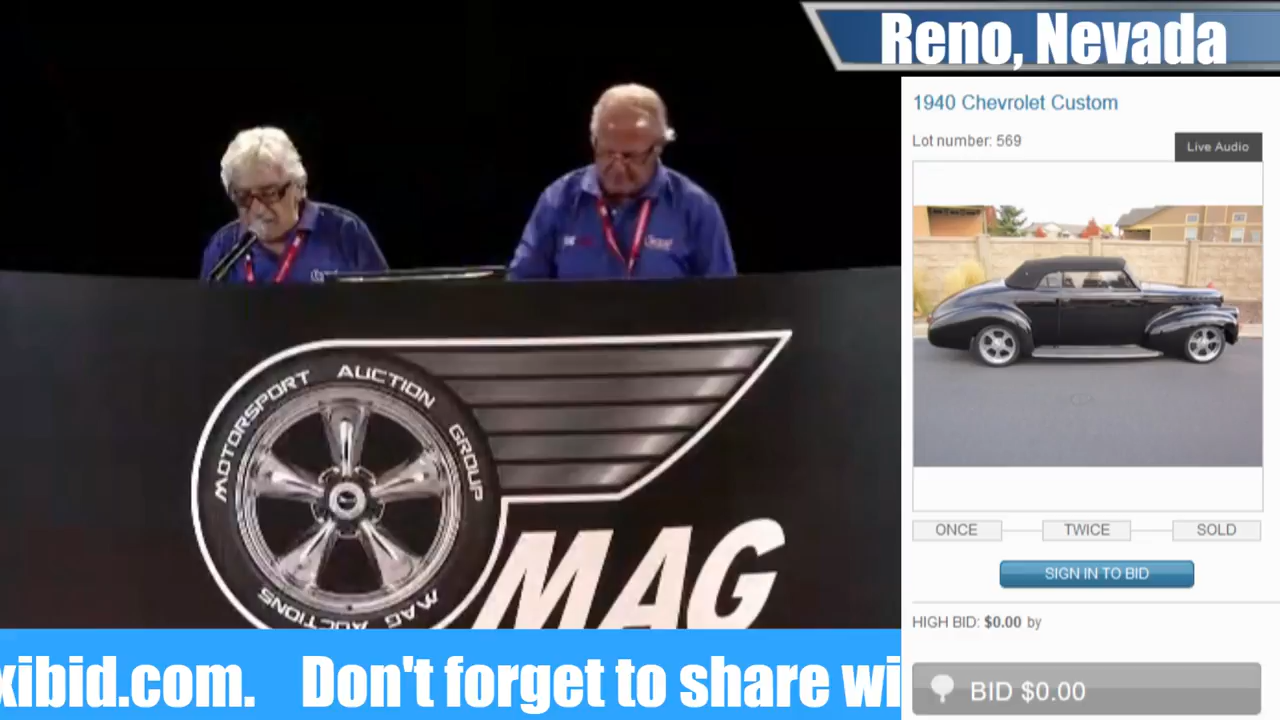 Reno, Nevada
1940 Chevrolet Custom
Lot number: 569
Live Audio
MOTORSPORT AUCTION GROUP
MAG AUCTIONS
MAG
ONCE
TWICE
SOLD
SIGN IN TO BID
HIGH BID: $0.00 by
BID $0.00
xibid.com. Don't forget to share wi